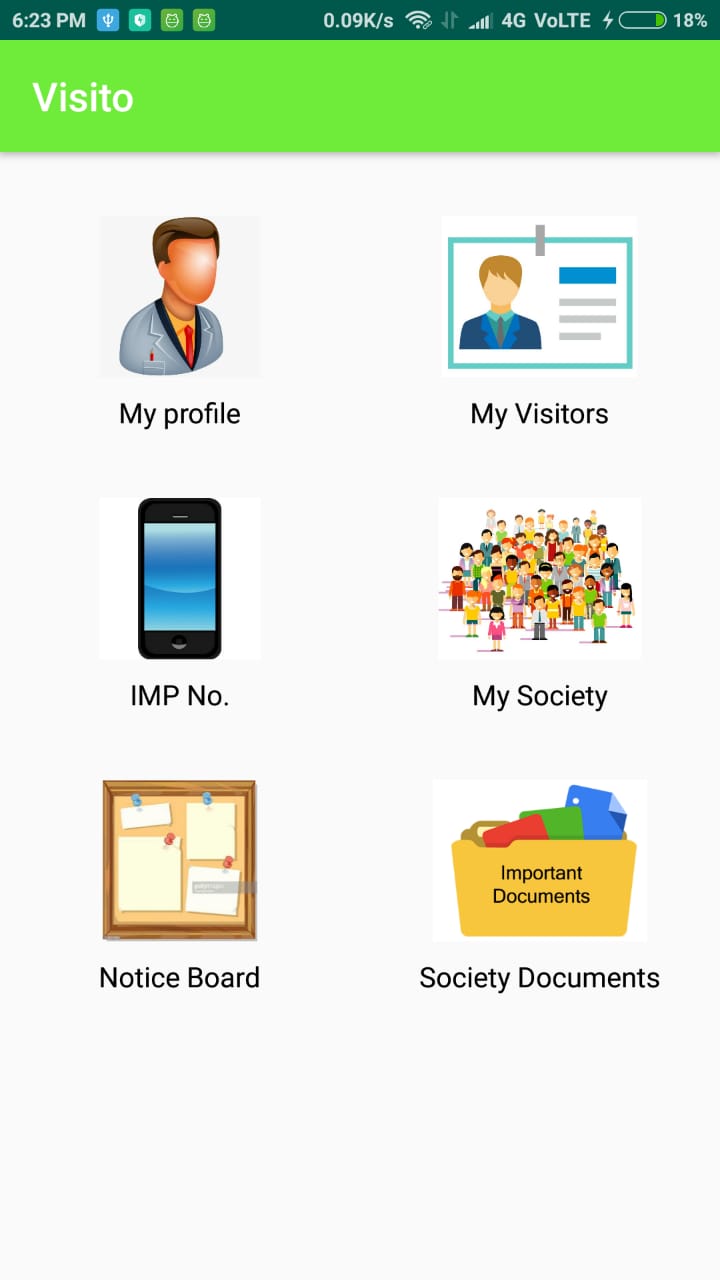 6:23 PM 0.09K/s 4G VoLTE 18%
Visito
My profile
My Visitors
IMP No.
My Society
Important
Documents
Notice Board
Society Documents